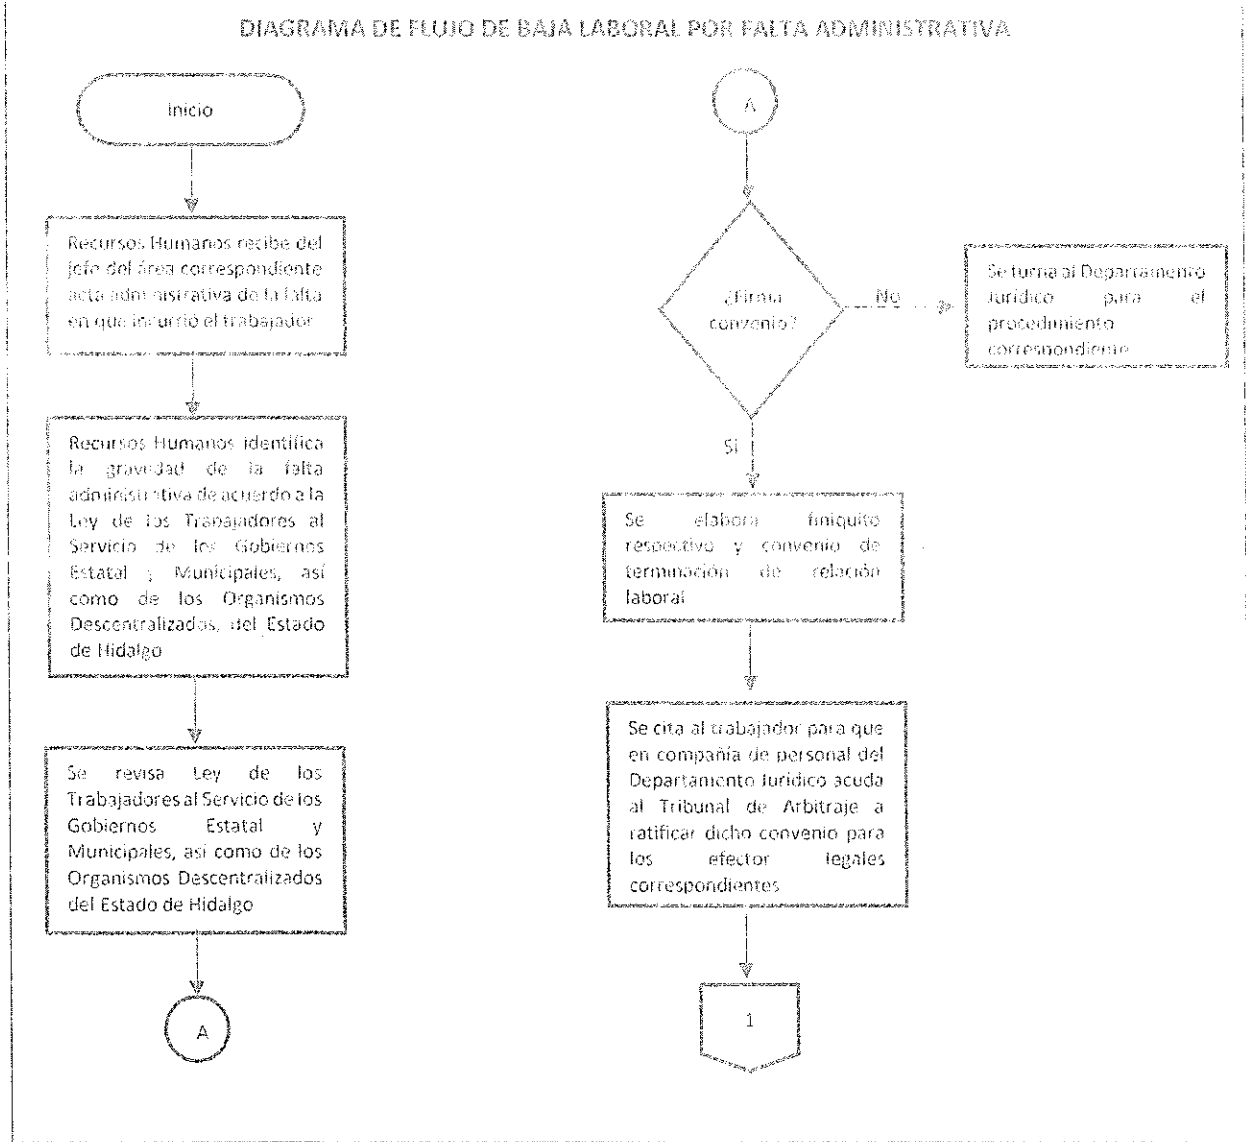 DIAGRAMA DE FLUJO DE BAJA LABORAL POR FALTA ADMINISTRATIVA
Inicio
Recursos Humanos recibe del
jefe del área correspondiente
acta administrativa de la falta
en que incurrió el trabajador
Recursos Humanos identifica
la gravedad de la falta
administrativa de acuerdo a la
Ley de los Trabajadores al
Servicio de los Gobiernos
Estatal y Municipales, así
como de los Organismos
Descentralizados, del Estado
de Hidalgo
Se revisa Ley de los
Trabajadores al Servicio de los
Gobiernos Estatal y
Municipales, así como de los
Organismos Descentralizados
del Estado de Hidalgo
A
A
¿Firma
convenio?
No
Se turna al Departamento
Jurídico para el
procedimiento
correspondiente
Si
Se elabora finiquito
respectivo y convenio de
terminación de relación
laboral
Se cita al trabajador para que
en compañía de personal del
Departamento Jurídico acuda
al Tribunal de Arbitraje a
ratificar dicho convenio para
los efector legales
correspondientes
1